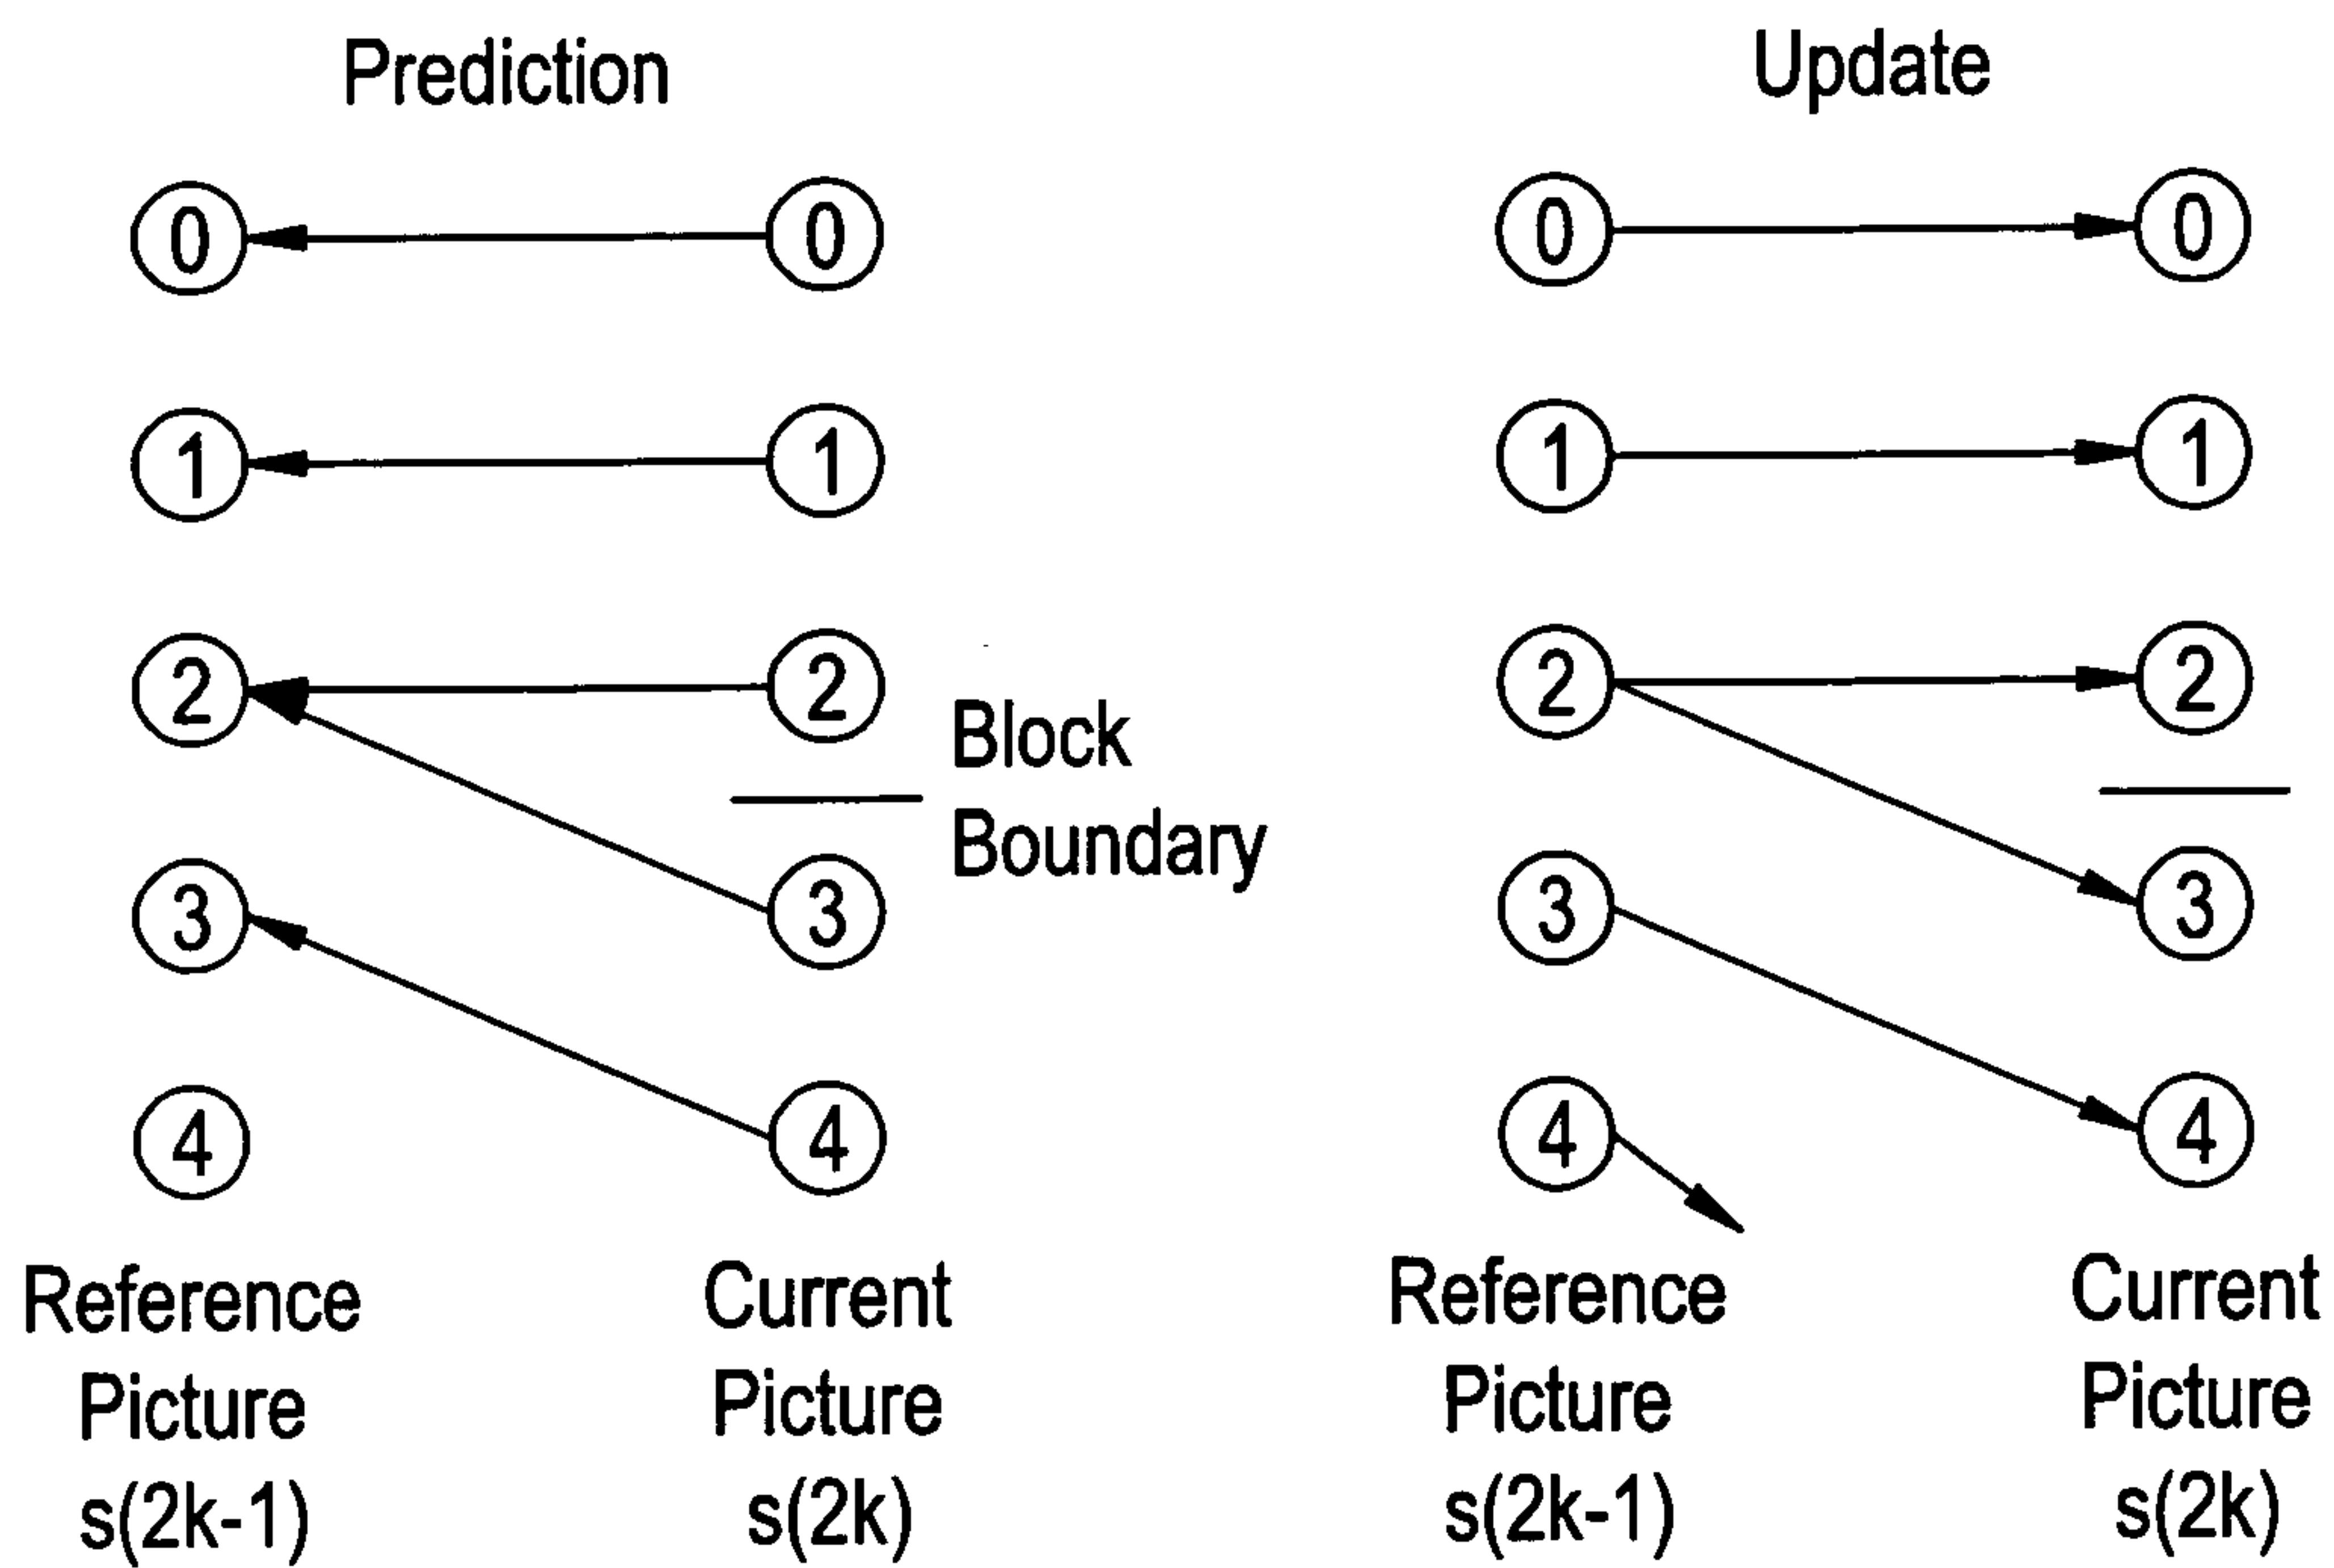 Prediction
Update
0
0
0
0
1
1
1
1
2
2
2
2
Block
Boundary
3
3
3
3
4
4
4
4
Reference
Picture
s(2k-1)
Current
Picture
s(2k)
Reference
Picture
s(2k-1)
Current
Picture
s(2k)